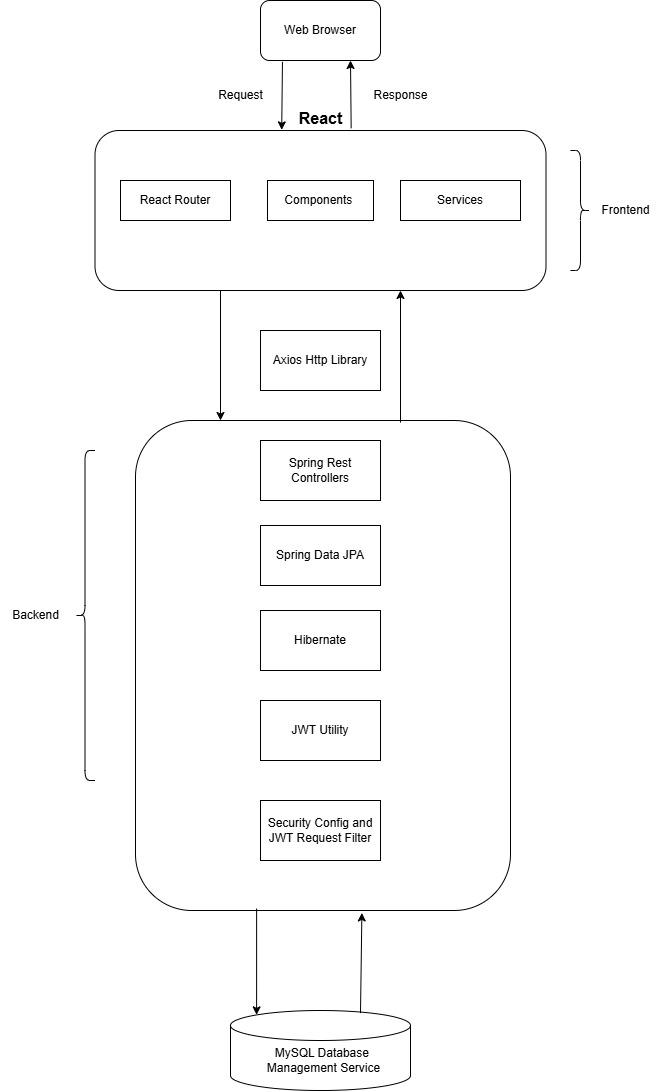 Web Browser
Request
Response
React
React Router
Components
Services
Frontend
Axios Http Library
Spring Rest
Controllers
Spring Data JPA
Backend
Hibernate
JWT Utility
Security Config and
JWT Request Filter
MySQL Database
Management Service